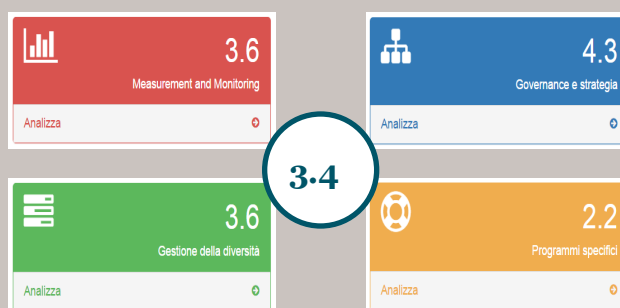 3.6
Measurement and Monitoring
Analizza
4.3
Governance e strategia
Analizza
3.4
3.6
Gestione della diversità
Analizza
2.2
Programmi specifici
Analizza